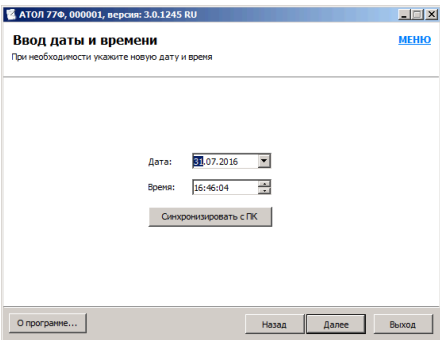 АТОЛ 77Ф, 000001, версия: 3.0.1245 RU
Ввод даты и времени
МЕНЮ
При необходимости укажите новую дату и время
Дата: 31.07.2016
Время: 16:46:04
Синхронизировать с ПК
О программе... Назад Далее Выход